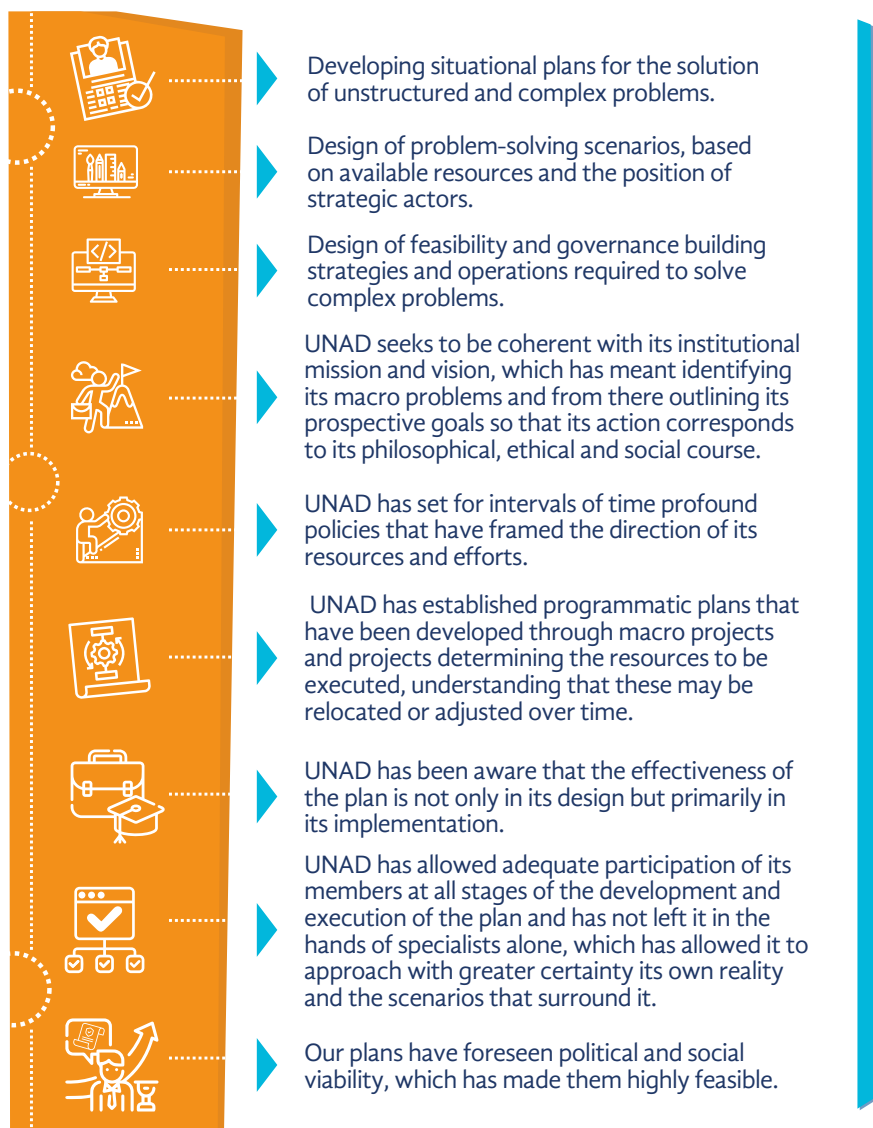 Developing situational plans for the solution
of unstructured and complex problems.
Design of problem-solving scenarios, based
on available resources and the position of
strategic actors.
Design of feasibility and governance building
strategies and operations required to solve
complex problems.
UNAD seeks to be coherent with its institutional
mission and vision, which has meant identifying
its macro problems and from there outlining its
prospective goals so that its action corresponds
to its philosophical, ethical and social course.
UNAD has set for intervals of time profound
policies that have framed the direction of its
resources and efforts.
UNAD has established programmatic plans that
have been developed through macro projects
and projects determining the resources to be
executed, understanding that these may be
relocated or adjusted over time.
UNAD has been aware that the effectiveness of
the plan is not only in its design but primarily in
its implementation.
UNAD has allowed adequate participation of its
members at all stages of the development and
execution of the plan and has not left it in the
hands of specialists alone, which has allowed it to
approach with greater certainty its own reality
and the scenarios that surround it.
Our plans have foreseen political and social
viability, which has made them highly feasible.